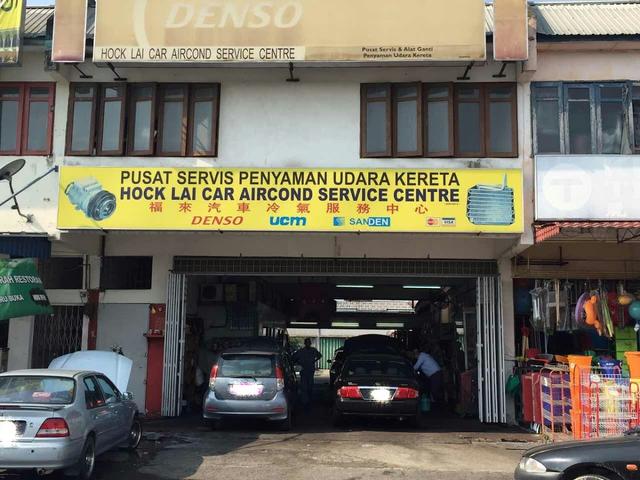 DENSO
HOCK LAI CAR AIRCOND SERVICE CENTRE
Pusat Servis & Alat Ganti
Penyaman Udara Kereta
PUSAT SERVIS PENYAMAN UDARA KERETA
HOCK LAI CAR AIRCOND SERVICE CENTRE
福來汽車冷氣服務中心
DENSO ucm SANDEN VISA